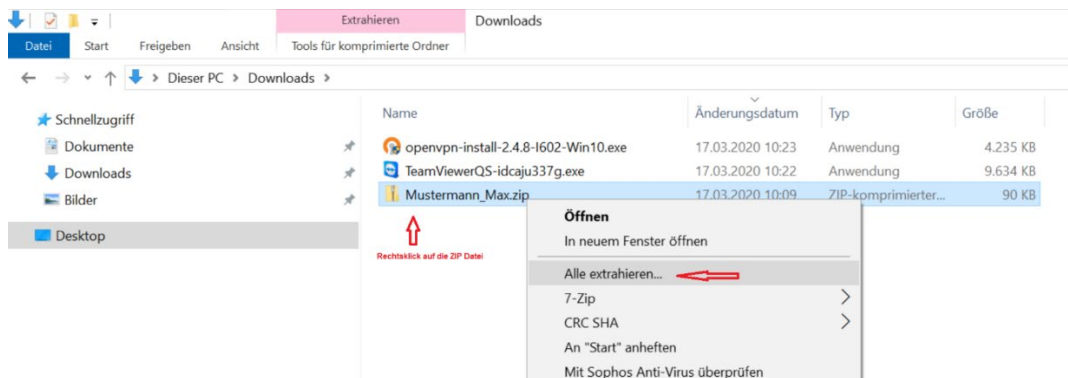 Extrahieren Downloads
Datei Start Freigeben Ansicht Tools für komprimierte Ordner
Dieser PC > Downloads >
Schnellzugriff
Dokumente
Downloads
Bilder
Desktop
Name Änderungsdatum Typ Größe
openvpn-install-2.4.8-I602-Win10.exe 17.03.2020 10:23 Anwendung 4.235 KB
TeamViewerQS-idcaju337g.exe 17.03.2020 10:22 Anwendung 9.634 KB
Mustermann_Max.zip 17.03.2020 10:09 ZIP-komprimierter... 90 KB
Rechtsklick auf die ZIP Datei
Öffnen
In neuem Fenster öffnen
Alle extrahieren...
7-Zip
CRC SHA
An "Start" anheften
Mit Sophos Anti-Virus überprüfen